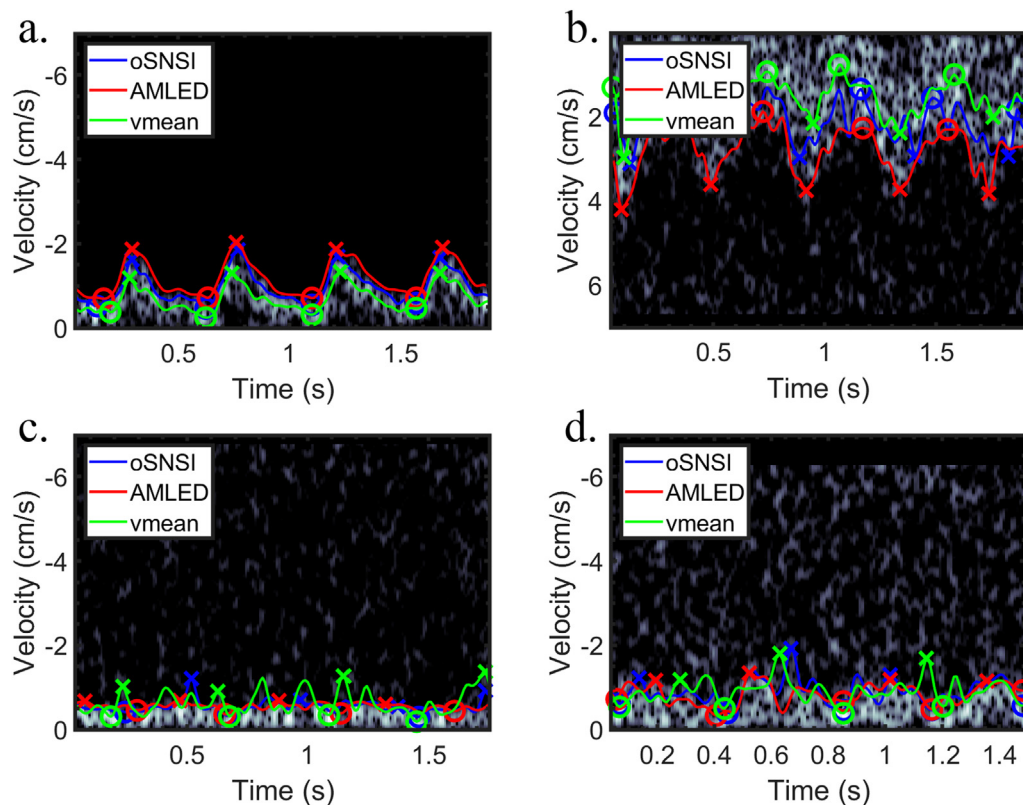 a.
oSNSI
AMLED
vmean
Velocity (cm/s)
-6
-4
-2
0
0.5
1
1.5
Time (s)
b.
oSNSI
AMLED
vmean
Velocity (cm/s)
2
4
6
0.5
1
1.5
Time (s)
c.
oSNSI
AMLED
vmean
Velocity (cm/s)
-6
-4
-2
0
0.5
1
1.5
Time (s)
d.
oSNSI
AMLED
vmean
Velocity (cm/s)
-6
-4
-2
0
0.2
0.4
0.6
0.8
1
1.2
1.4
Time (s)